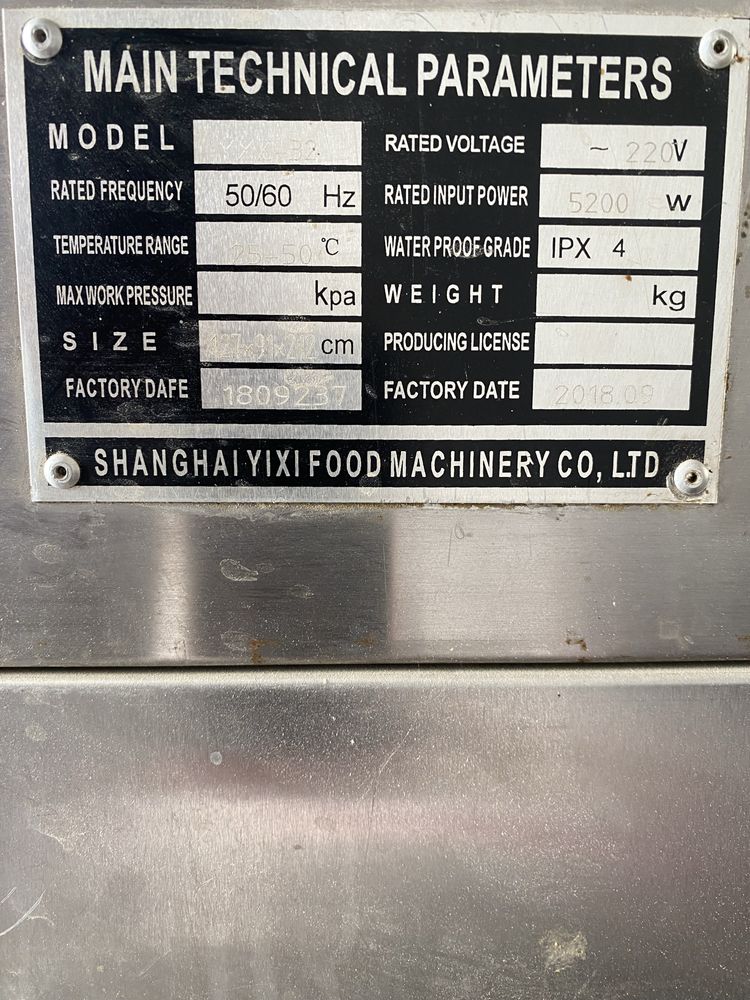 MAIN TECHNICAL PARAMETERS
MODEL RATED VOLTAGE ~ 220V
RATED FREQUENCY 50/60 Hz RATED INPUT POWER 5200 W
TEMPERATURE RANGE 25-50 ℃ WATER PROOF GRADE IPX 4
MAX WORK PRESSURE kpa WEIGHT kg
SIZE cm PRODUCING LICENSE
FACTORY DAFE 1809237 FACTORY DATE 2018.09
SHANGHAI YIXI FOOD MACHINERY CO, LTD